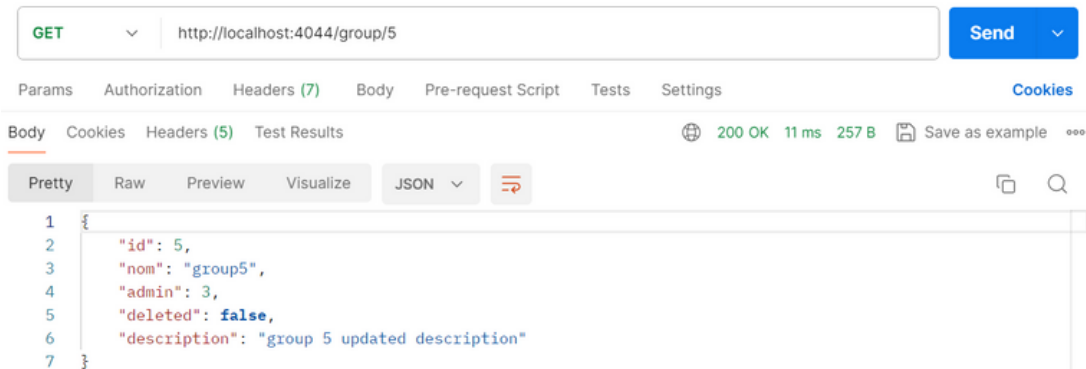 GET http://localhost:4044/group/5 Send
Params Authorization Headers (7) Body Pre-request Script Tests Settings Cookies
Body Cookies Headers (5) Test Results 200 OK 11 ms 257 B Save as example
Pretty Raw Preview Visualize JSON
1 {
2 "id": 5,
3 "nom": "group5",
4 "admin": 3,
5 "deleted": false,
6 "description": "group 5 updated description"
7 }